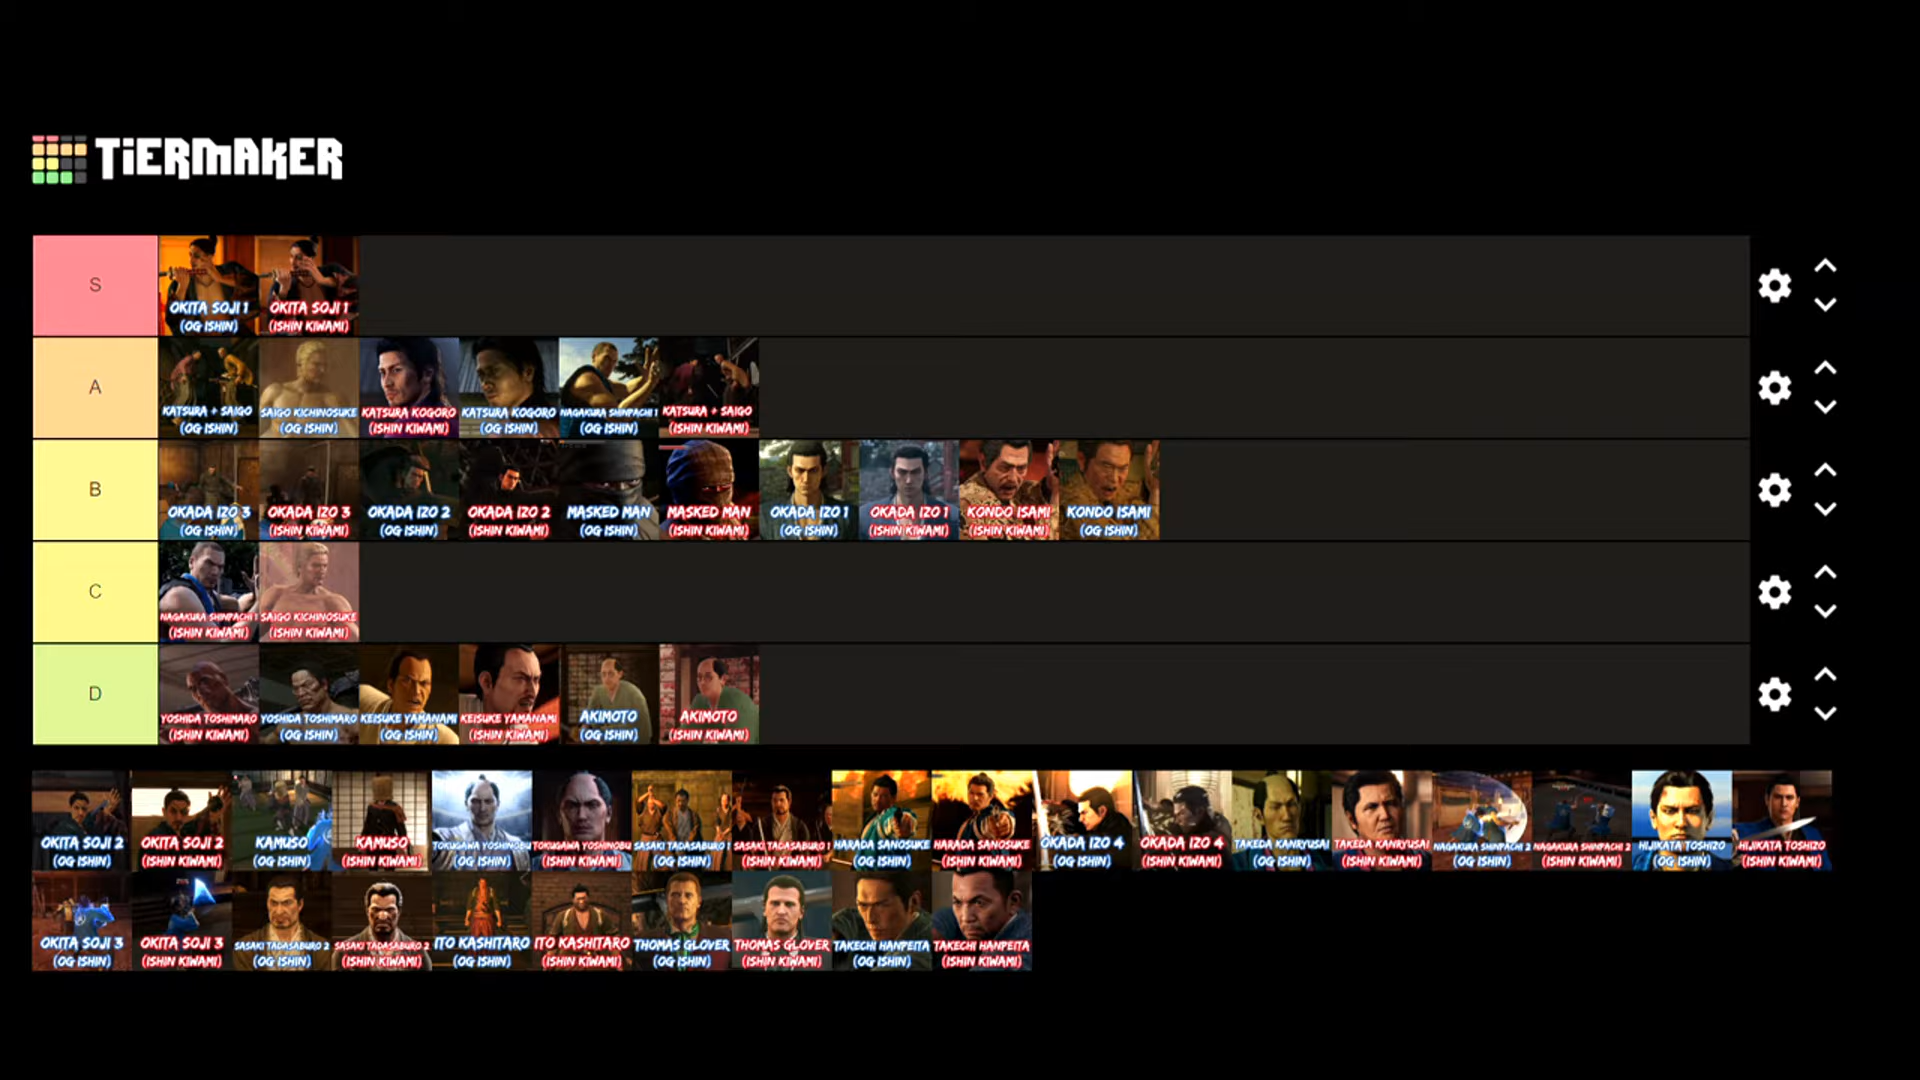 TiERMAKER
S
OKITA SOJI 1
(OG ISHIN)
OKITA SOJI 1
(ISHIN KIWAMI)
A
KATSURA + SAIGO
(OG ISHIN)
SAIGO KICHINOSUKE
(OG ISHIN)
KATSURA KOGORO
(ISHIN KIWAMI)
KATSURA KOGORO
(OG ISHIN)
NAGAKURA SHINPACHI 1
(OG ISHIN)
KATSURA + SAIGO
(ISHIN KIWAMI)
B
OKADA IZO 3
(OG ISHIN)
OKADA IZO 3
(ISHIN KIWAMI)
OKADA IZO 2
(OG ISHIN)
OKADA IZO 2
(ISHIN KIWAMI)
MASKED MAN
(OG ISHIN)
MASKED MAN
(ISHIN KIWAMI)
OKADA IZO 1
(OG ISHIN)
OKADA IZO 1
(ISHIN KIWAMI)
KONDO ISAMI
(ISHIN KIWAMI)
KONDO ISAMI
(OG ISHIN)
C
NAGAKURA SHINPACHI 1
(ISHIN KIWAMI)
SAIGO KICHINOSUKE
(ISHIN KIWAMI)
D
YOSHIDA TOSHIMARO
(ISHIN KIWAMI)
YOSHIDA TOSHIMARO
(OG ISHIN)
KEISUKE YAMANAMI
(OG ISHIN)
KEISUKE YAMANAMI
(ISHIN KIWAMI)
AKIMOTO
(OG ISHIN)
AKIMOTO
(ISHIN KIWAMI)
OKITA SOJI 2
(OG ISHIN)
OKITA SOJI 2
(ISHIN KIWAMI)
KAMUSO
(OG ISHIN)
KAMUSO
(ISHIN KIWAMI)
TOKUGAWA YOSHINOBU
(OG ISHIN)
TOKUGAWA YOSHINOBU
(ISHIN KIWAMI)
SASAKI TADASABURO 1
(OG ISHIN)
SASAKI TADASABURO 1
(ISHIN KIWAMI)
HARADA SANOSUKE
(OG ISHIN)
HARADA SANOSUKE
(ISHIN KIWAMI)
OKADA IZO 4
(OG ISHIN)
OKADA IZO 4
(ISHIN KIWAMI)
TAKEDA KANRYUSAI
(OG ISHIN)
TAKEDA KANRYUSAI
(ISHIN KIWAMI)
NAGAKURA SHINPACHI 2
(OG ISHIN)
NAGAKURA SHINPACHI 2
(ISHIN KIWAMI)
HIJIKATA TOSHIZO
(OG ISHIN)
HIJIKATA TOSHIZO
(ISHIN KIWAMI)
OKITA SOJI 3
(OG ISHIN)
OKITA SOJI 3
(ISHIN KIWAMI)
SASAKI TADASABURO 2
(OG ISHIN)
SASAKI TADASABURO 2
(ISHIN KIWAMI)
ITO KASHITARO
(OG ISHIN)
ITO KASHITARO
(ISHIN KIWAMI)
THOMAS GLOVER
(OG ISHIN)
THOMAS GLOVER
(ISHIN KIWAMI)
TAKECHI HANPEITA
(OG ISHIN)
TAKECHI HANPEITA
(ISHIN KIWAMI)